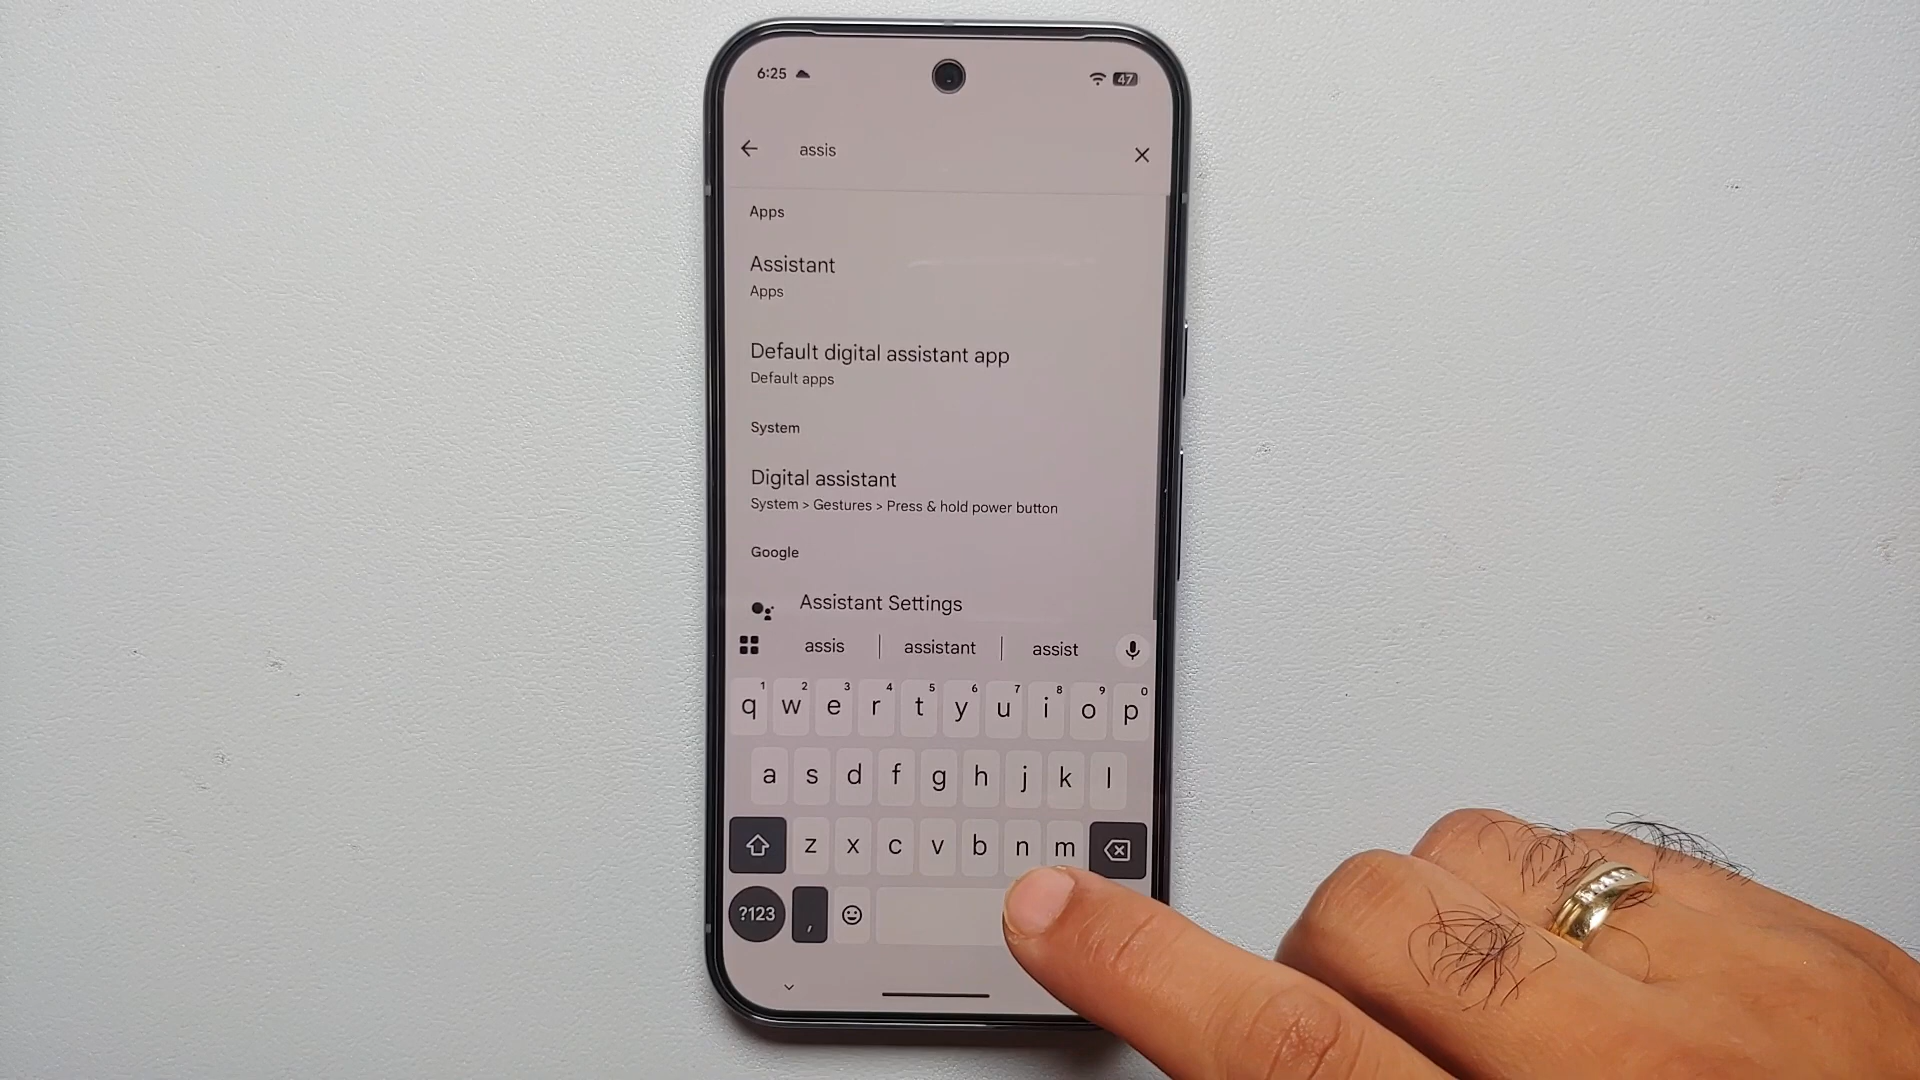 6:25
47
assis
Apps
Assistant
Apps
Default digital assistant app
Default apps
System
Digital assistant
System > Gestures > Press & hold power button
Google
Assistant Settings
assis | assistant | assist
1 2 3 4 5 6 7 8 9 0
q w e r t y u i o p
a s d f g h j k l
z x c v b n m
?123 ,